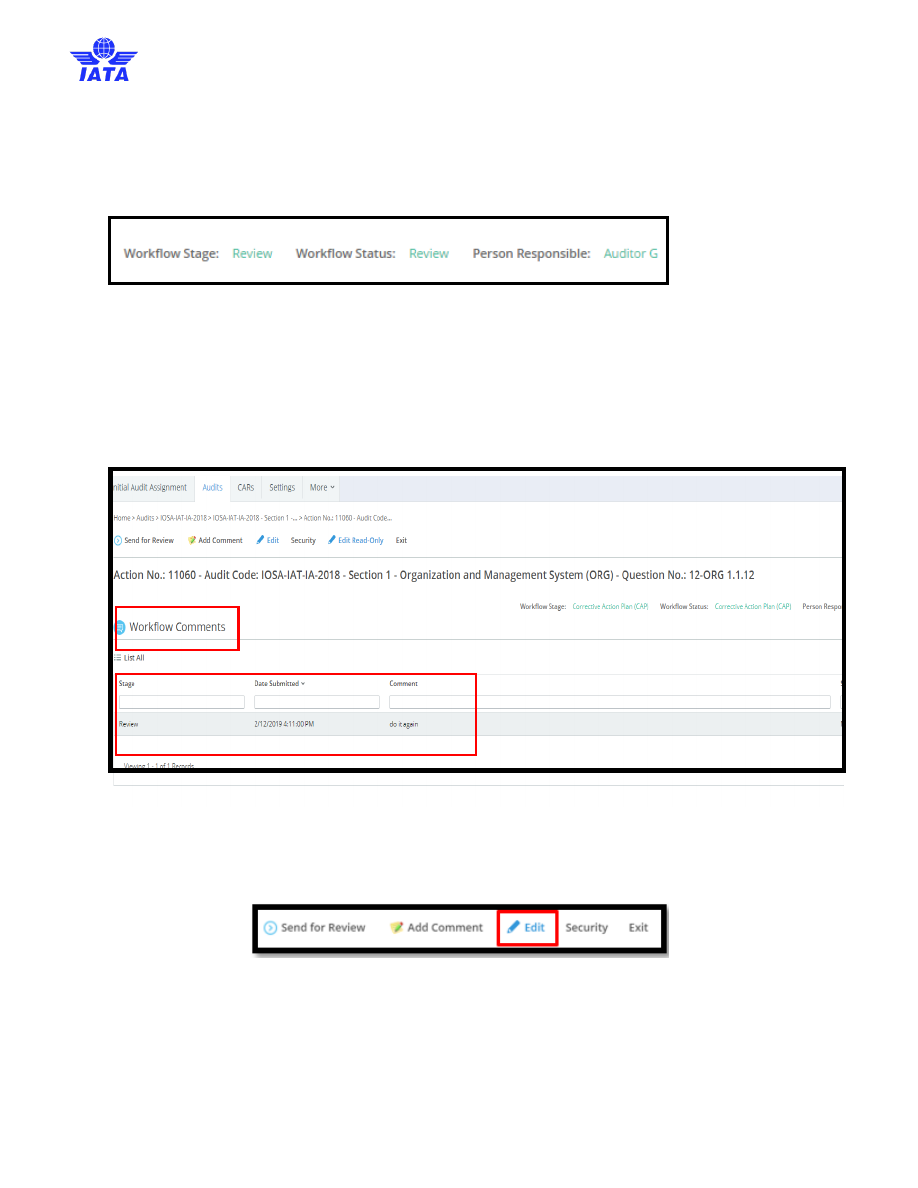 IATA
Workflow Stage: Review Workflow Status: Review Person Responsible: Auditor G
nitial Audit Assignment Audits CARs Settings More
Home > Audits > IOSA-IAT-IA-2018 > IOSA-IAT-IA-2018 - Section 1 -... > Action No.: 11060 - Audit Code...
Send for Review Add Comment Edit Security Edit Read-Only Exit
Action No.: 11060 - Audit Code: IOSA-IAT-IA-2018 - Section 1 - Organization and Management System (ORG) - Question No.: 12-ORG 1.1.12
Workflow Stage: Corrective Action Plan (CAP) Workflow Status: Corrective Action Plan (CAP) Person Respo
Workflow Comments
List All
Stage Date Submitted Comment
Review 2/12/2019 4:11:00 PM do it again
Viewing 1 - 1 of 1 Records
Send for Review Add Comment Edit Security Exit